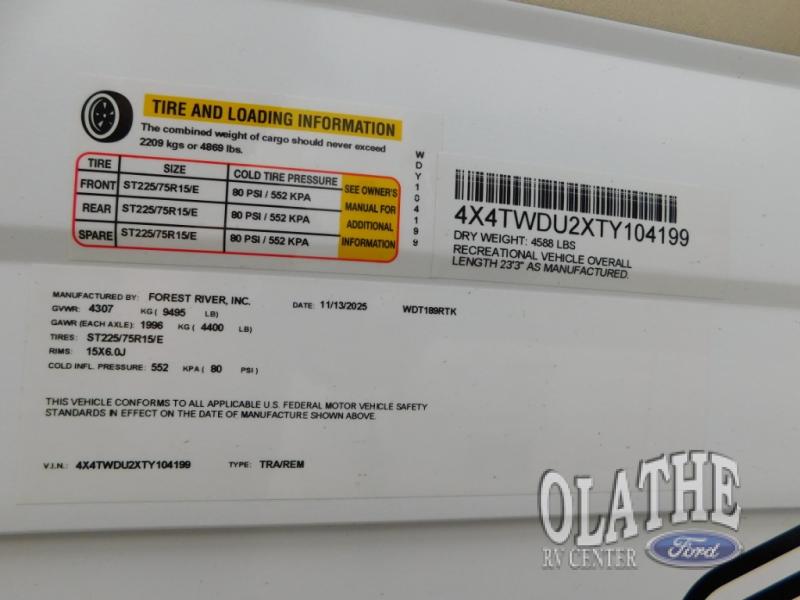 TIRE AND LOADING INFORMATION
The combined weight of cargo should never exceed
2209 kgs or 4869 lbs.
TIRE SIZE COLD TIRE PRESSURE SEE OWNER'S MANUAL FOR ADDITIONAL INFORMATION
FRONT ST225/75R15/E 80 PSI / 552 KPA
REAR ST225/75R15/E 80 PSI / 552 KPA
SPARE ST225/75R15/E 80 PSI / 552 KPA
WDY104199
4X4TWDU2XTY104199
DRY WEIGHT: 4588 LBS
RECREATIONAL VEHICLE OVERALL
LENGTH 23'3" AS MANUFACTURED.
MANUFACTURED BY: FOREST RIVER, INC. DATE: 11/13/2025 WDT189RTK
GVWR: 4307 KG ( 9495 LB)
GAWR (EACH AXLE): 1996 KG ( 4400 LB)
TIRES: ST225/75R15/E
RIMS: 15X6.0J
COLD INFL. PRESSURE: 552 KPA ( 80 PSI )
THIS VEHICLE CONFORMS TO ALL APPLICABLE U.S. FEDERAL MOTOR VEHICLE SAFETY
STANDARDS IN EFFECT ON THE DATE OF MANUFACTURE SHOWN ABOVE.
V.I.N.: 4X4TWDU2XTY104199 TYPE: TRA/REM
OLATHE
RV CENTER Ford